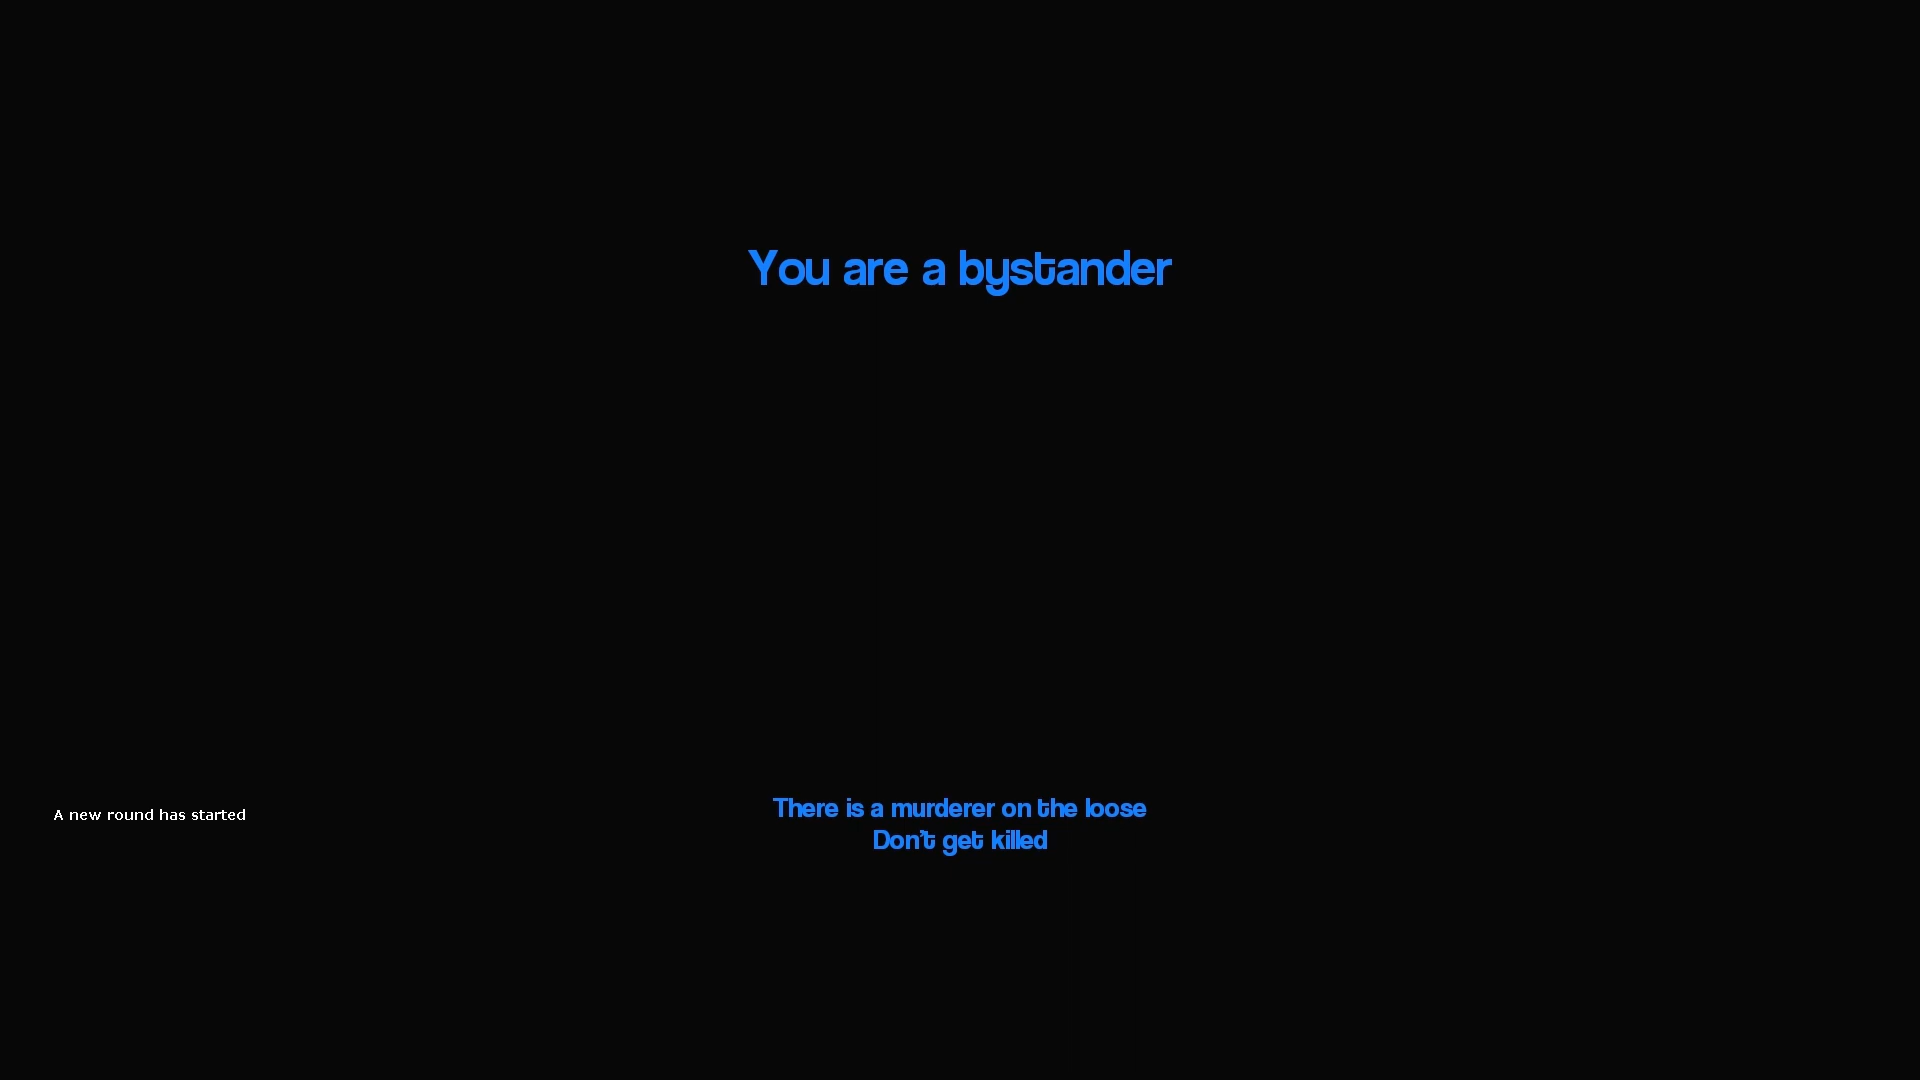 You are a bystander
A new round has started
There is a murderer on the loose
Don't get killed